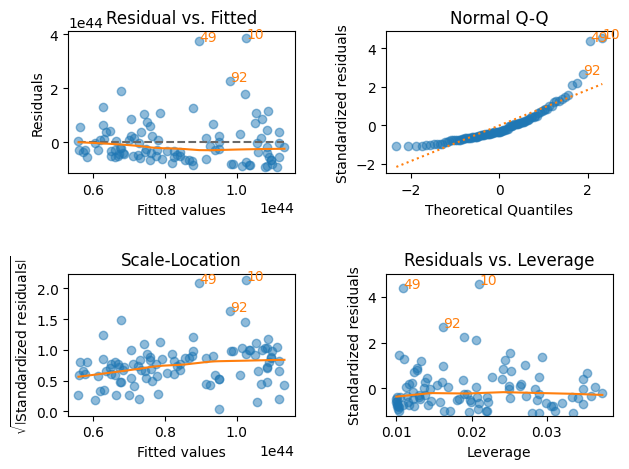 Residual vs. Fitted
1e44
4
2
0
Residuals
49
10
92
0.6
0.8
1.0
1e44
Fitted values
Normal Q-Q
4
2
0
−2
Standardized residuals
49
10
92
−2
0
2
Theoretical Quantiles
Scale-Location
2.0
1.5
1.0
0.5
0.0
√|Standardized residuals|
49
10
92
0.6
0.8
1.0
1e44
Fitted values
Residuals vs. Leverage
4
2
0
Standardized residuals
49
10
92
0.01
0.02
0.03
Leverage